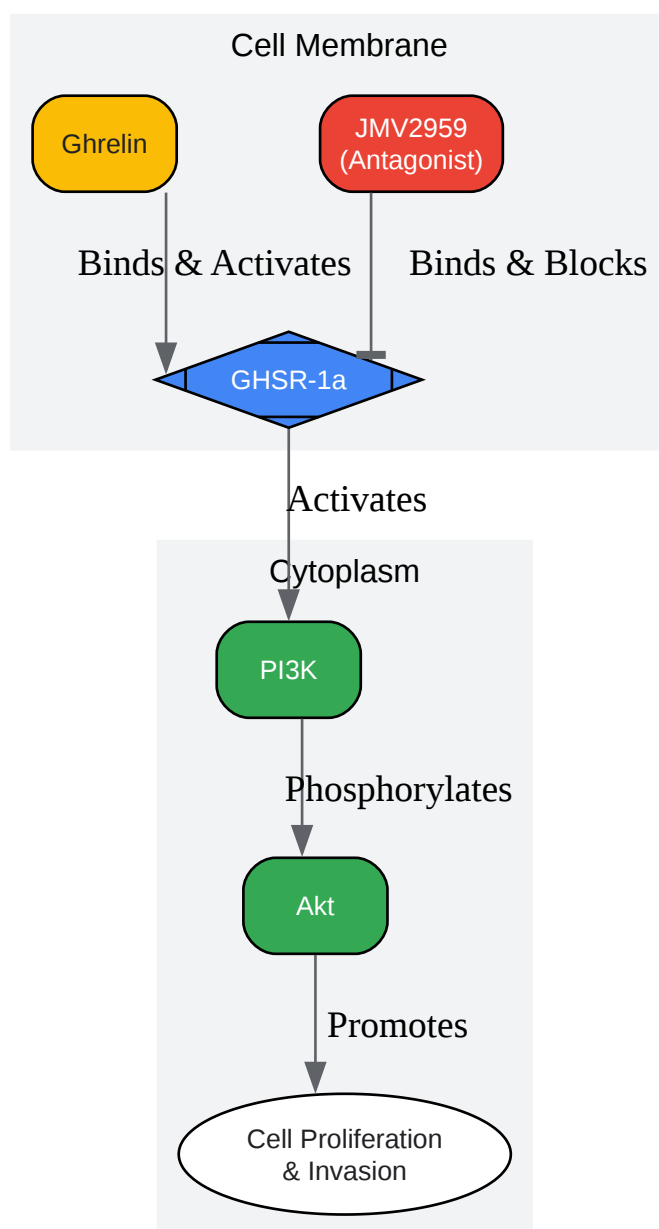 Cell Membrane
Ghrelin
JMV2959
(Antagonist)
Binds & Activates
Binds & Blocks
GHSR-1a
Activates
Cytoplasm
PI3K
Phosphorylates
Akt
Promotes
Cell Proliferation
& Invasion